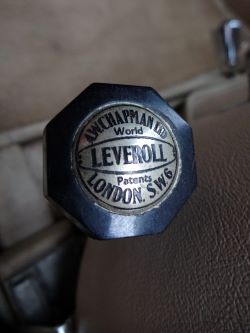 A.W. CHAPMAN LTD
World
LEVEROLL
Patents
LONDON. SW6